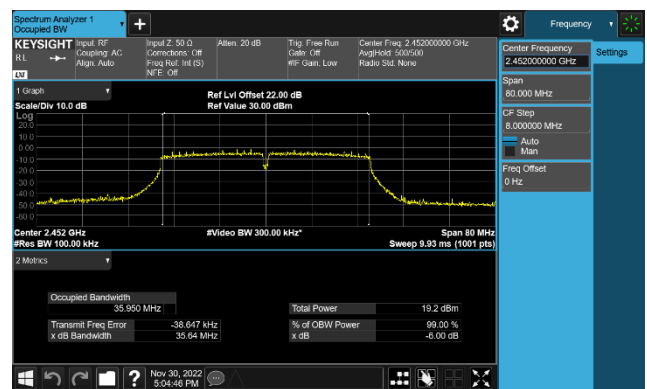 Spectrum Analyzer 1
Occupied BW
Frequency
KEYSIGHT
RL
LXI
Input: RF
Coupling: AC
Align: Auto
Input Z: 50 Ω
Corrections: Off
Freq Ref: Int (S)
NFE: Off
Atten: 20 dB
Trig: Free Run
Gate: Off
#IF Gain: Low
Center Freq: 2.452000000 GHz
Avg|Hold: 500/500
Radio Std: None
Center Frequency
2.452000000 GHz
Settings
Span
80.000 MHz
CF Step
8.000000 MHz
Auto
Man
Freq Offset
0 Hz
1 Graph
Scale/Div 10.0 dB
Ref Lvl Offset 22.00 dB
Ref Value 30.00 dBm
Log
20.0
10.0
0.00
-10.0
-20.0
-30.0
-40.0
-50.0
-60.0
Center 2.452 GHz
#Res BW 100.00 kHz
#Video BW 300.00 kHz*
Span 80 MHz
Sweep 9.93 ms (1001 pts)
2 Metrics
Occupied Bandwidth
35.950 MHz
Total Power 19.2 dBm
Transmit Freq Error -38.647 kHz
% of OBW Power 99.00 %
x dB Bandwidth 35.64 MHz
x dB -6.00 dB
?
Nov 30, 2022
5:04:46 PM